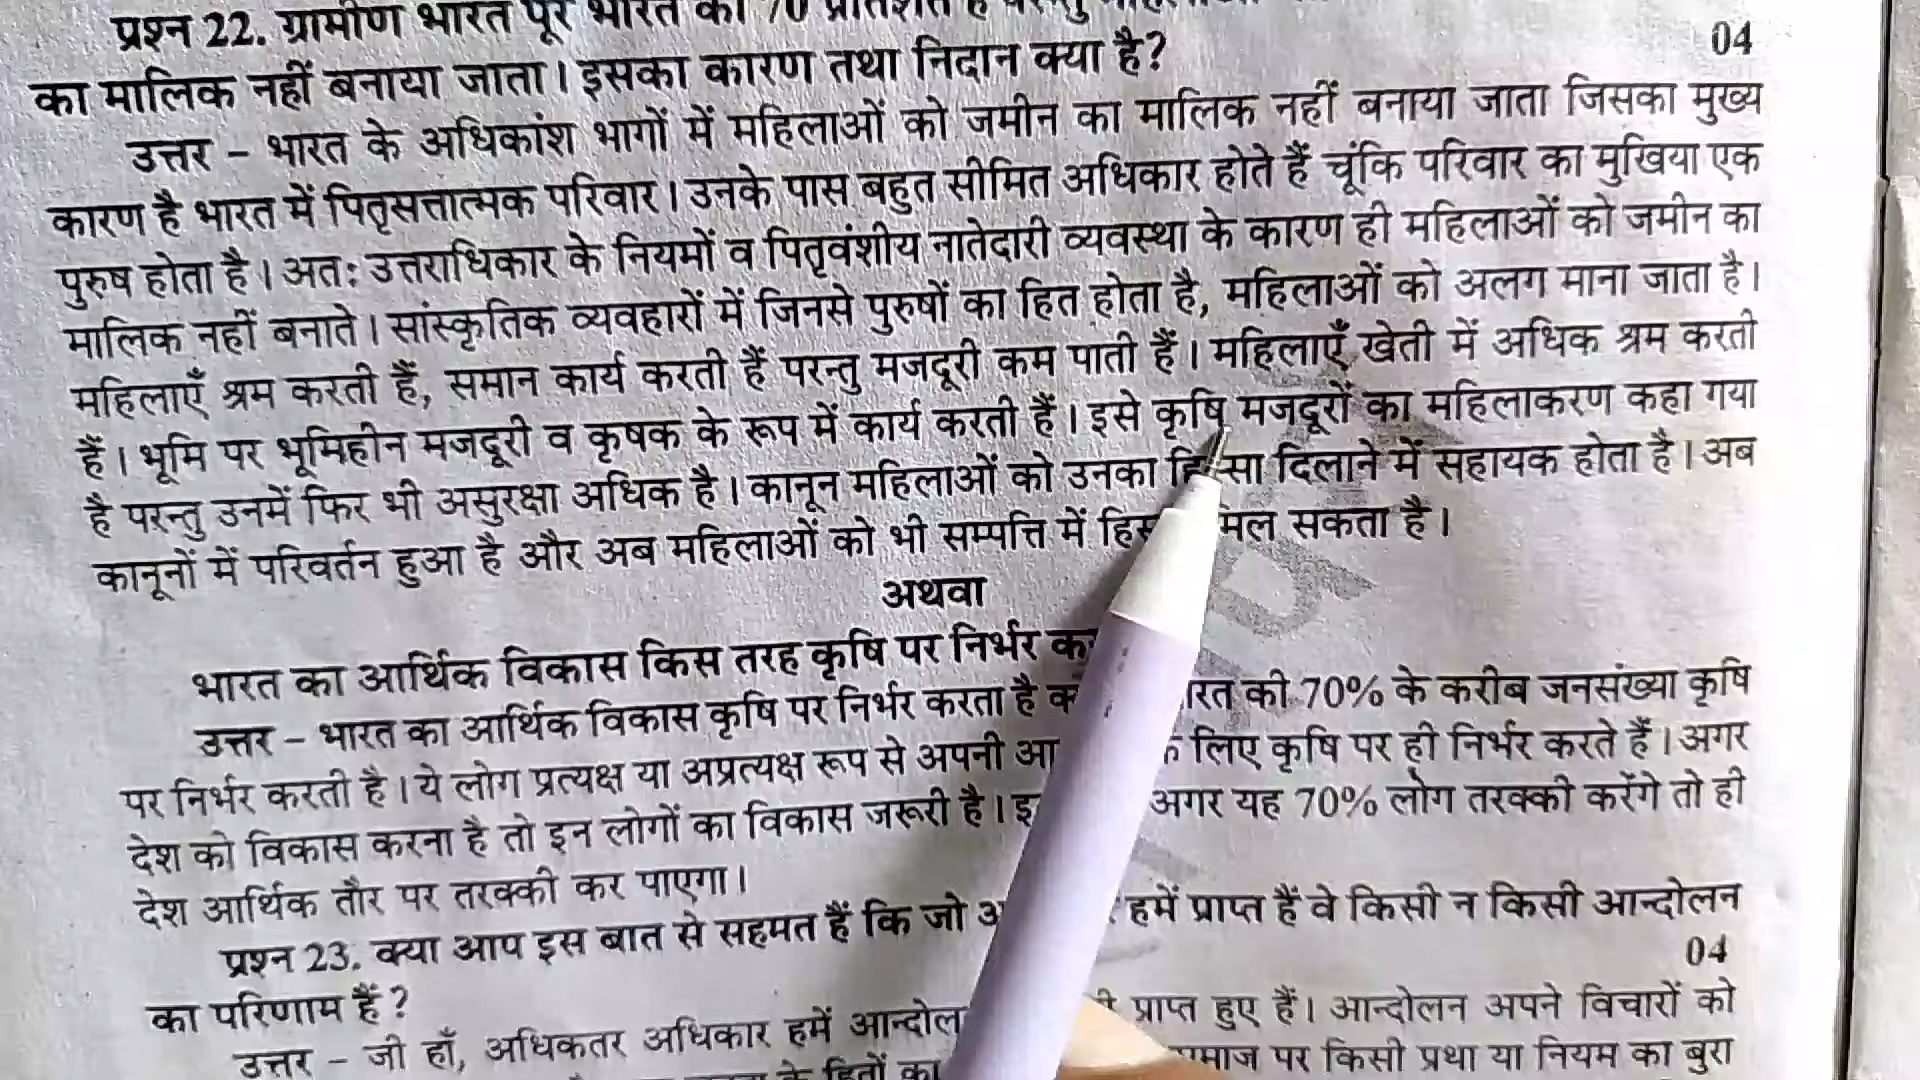 प्रश्न 22. ग्रामीण भारत पूरे भारत का 70 प्रतिशत है परन्तु
04
का मालिक नहीं बनाया जाता। इसका कारण तथा निदान क्या है?
उत्तर – भारत के अधिकांश भागों में महिलाओं को जमीन का मालिक नहीं बनाया जाता जिसका मुख्य
कारण है भारत में पितृसत्तात्मक परिवार। उनके पास बहुत सीमित अधिकार होते हैं चूंकि परिवार का मुखिया एक
पुरुष होता है। अतः उत्तराधिकार के नियमों व पितृवंशीय नातेदारी व्यवस्था के कारण ही महिलाओं को जमीन का
मालिक नहीं बनाते। सांस्कृतिक व्यवहारों में जिनसे पुरुषों का हित होता है, महिलाओं को अलग माना जाता है।
महिलाएँ श्रम करती हैं, समान कार्य करती हैं परन्तु मजदूरी कम पाती हैं। महिलाएँ खेती में अधिक श्रम करती
हैं। भूमि पर भूमिहीन मजदूरी व कृषक के रूप में कार्य करती हैं। इसे कृषि मजदूरों का महिलाकरण कहा गया
है परन्तु उनमें फिर भी असुरक्षा अधिक है। कानून महिलाओं को उनका दिलाने में सहायक होता है। अब
कानूनों में परिवर्तन हुआ है और अब महिलाओं को भी सम्पत्ति में सकता है।
अथवा
भारत का आर्थिक विकास किस तरह कृषि पर निर्भर
उत्तर – भारत का आर्थिक विकास कृषि पर निर्भर करता है की 70% के करीब जनसंख्या कृषि
पर निर्भर करती है। ये लोग प्रत्यक्ष या अप्रत्यक्ष रूप से अपनी लिए कृषि पर ही निर्भर करते हैं। अगर
देश को विकास करना है तो इन लोगों का विकास जरूरी है। अगर यह 70% लोग तरक्की करेंगे तो ही
देश आर्थिक तौर पर तरक्की कर पाएगा।
प्रश्न 23. क्या आप इस बात से सहमत हैं कि जो हमें प्राप्त हैं वे किसी न किसी आन्दोलन
04
का परिणाम हैं?
उत्तर – जी हाँ, अधिकतर अधिकार हमें प्राप्त हुए हैं। आन्दोलन अपने विचारों को
के हितों का पर किसी प्रथा या नियम का बुरा